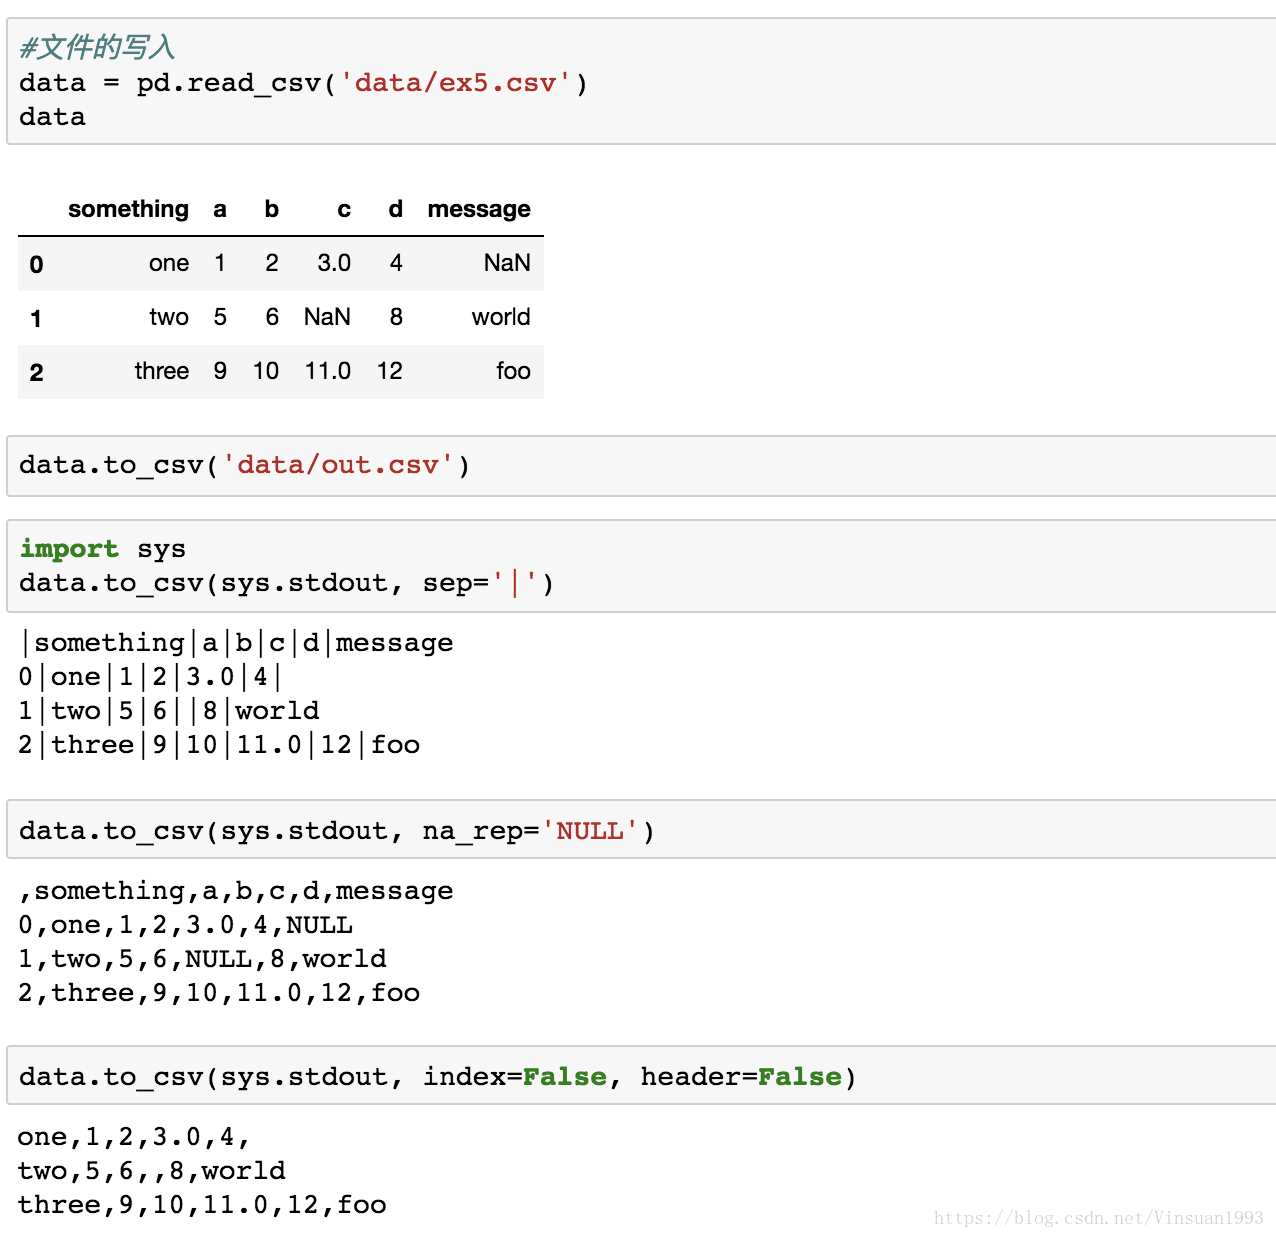 #文件的写入
data = pd.read_csv('data/ex5.csv')
data
something a b c d message
0 one 1 2 3.0 4 NaN
1 two 5 6 NaN 8 world
2 three 9 10 11.0 12 foo
data.to_csv('data/out.csv')
import sys
data.to_csv(sys.stdout, sep='|')
|something|a|b|c|d|message
0|one|1|2|3.0|4|
1|two|5|6||8|world
2|three|9|10|11.0|12|foo
data.to_csv(sys.stdout, na_rep='NULL')
,something,a,b,c,d,message
0,one,1,2,3.0,4,NULL
1,two,5,6,NULL,8,world
2,three,9,10,11.0,12,foo
data.to_csv(sys.stdout, index=False, header=False)
one,1,2,3.0,4,
two,5,6,,8,world
three,9,10,11.0,12,foo
https://blog.csdn.net/Vinsuan1993